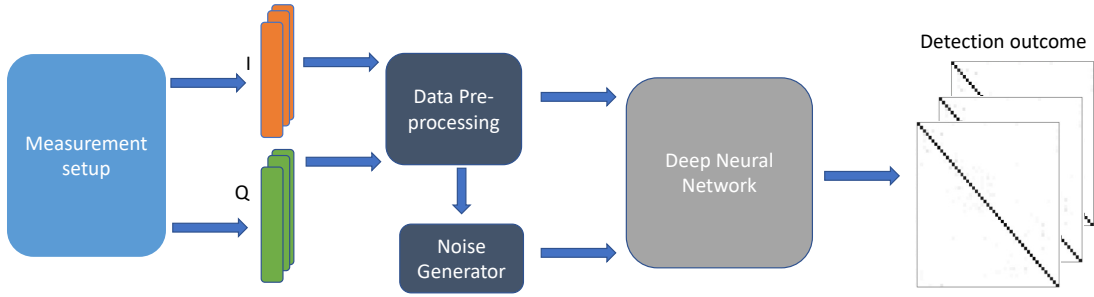 Measurement
setup
I
Q
Data Pre-
processing
Noise
Generator
Deep Neural
Network
Detection outcome